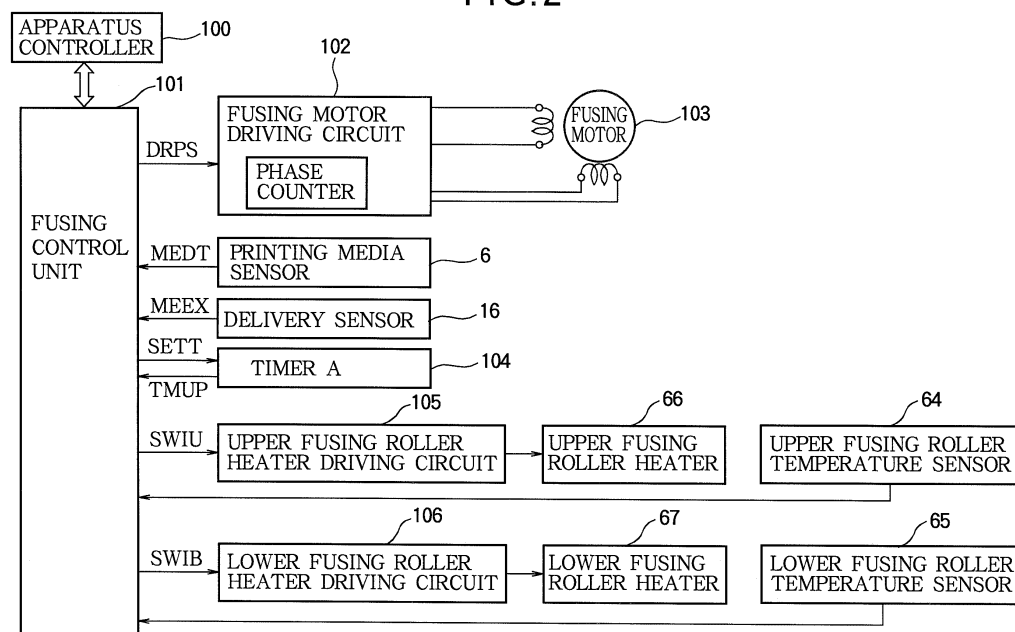 FIG.2
APPARATUS
CONTROLLER
100
101
102
FUSING MOTOR
DRIVING CIRCUIT
PHASE
COUNTER
FUSING
MOTOR
103
DRPS
FUSING
CONTROL
UNIT
MEDT
PRINTING MEDIA
SENSOR
6
MEEX
DELIVERY SENSOR
16
SETT
TIMER A
104
TMUP
105
66
64
SWIU
UPPER FUSING ROLLER
HEATER DRIVING CIRCUIT
UPPER FUSING
ROLLER HEATER
UPPER FUSING ROLLER
TEMPERATURE SENSOR
106
67
65
SWIB
LOWER FUSING ROLLER
HEATER DRIVING CIRCUIT
LOWER FUSING
ROLLER HEATER
LOWER FUSING ROLLER
TEMPERATURE SENSOR